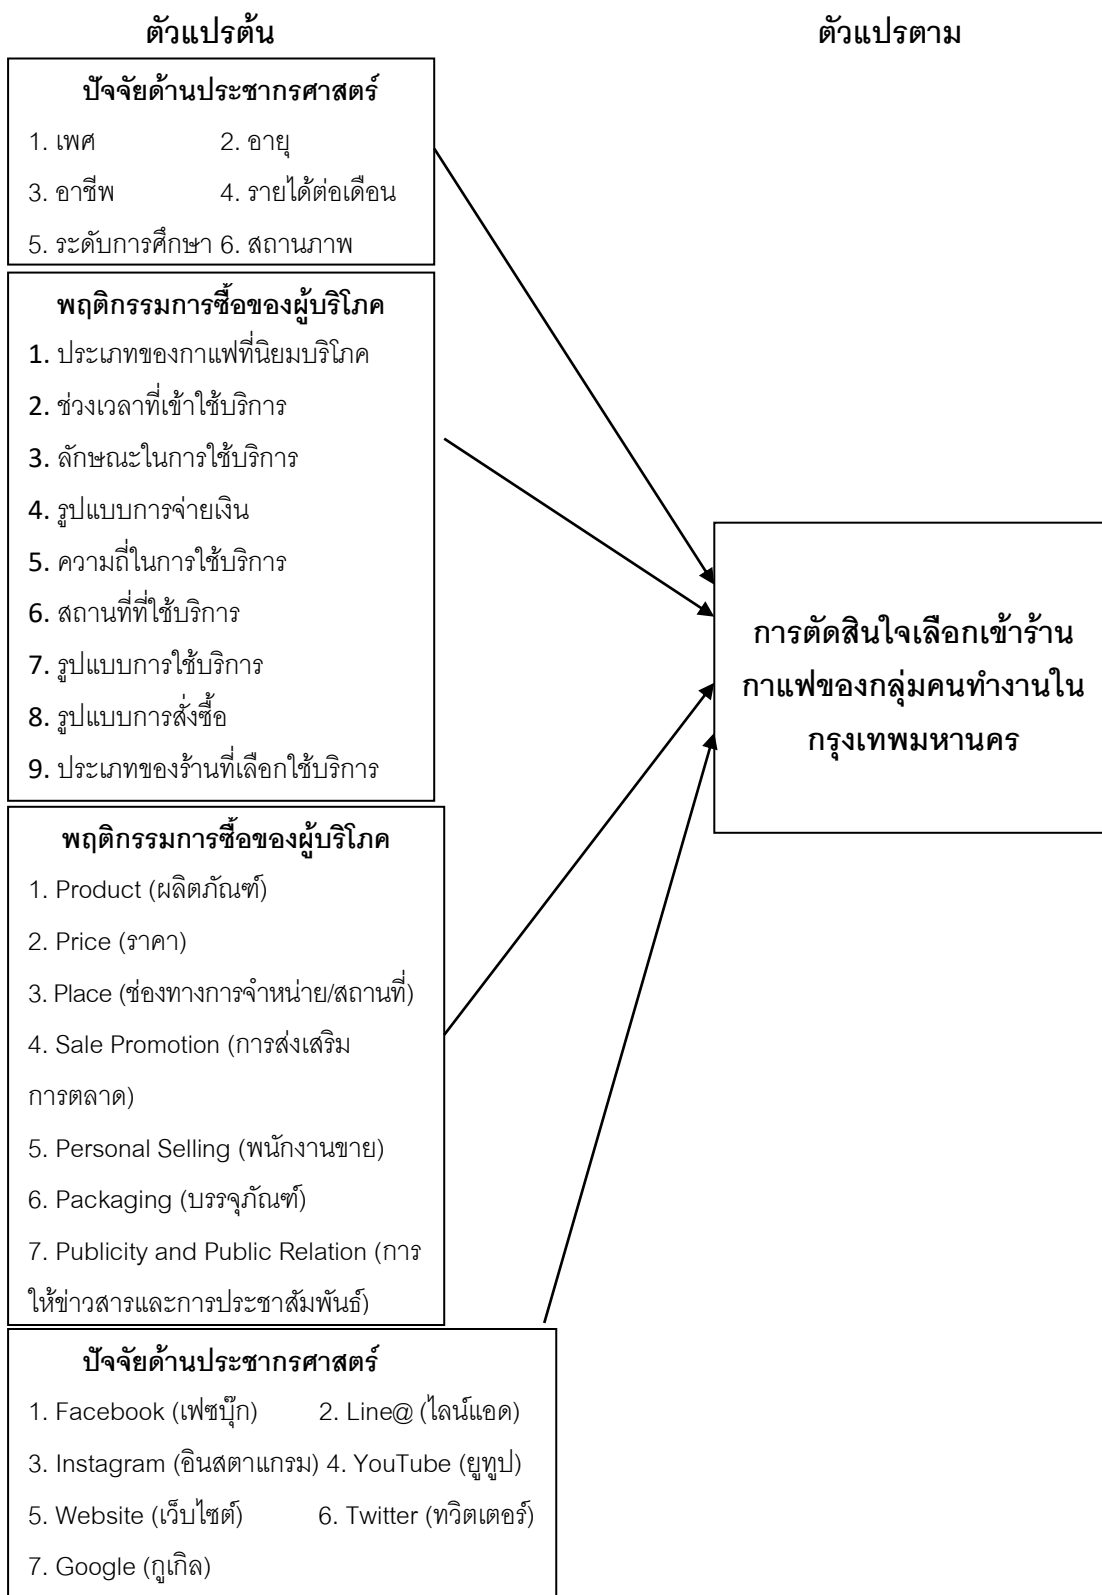 ตัวแปรต้น ตัวแปรตาม
ปัจจัยด้านประชากรศาสตร์
1. เพศ 2. อายุ
3. อาชีพ 4. รายได้ต่อเดือน
5. ระดับการศึกษา 6. สถานภาพ
พฤติกรรมการซื้อของผู้บริโภค
1. ประเภทของกาแฟที่นิยมบริโภค
2. ช่วงเวลาที่เข้าใช้บริการ
3. ลักษณะในการใช้บริการ
4. รูปแบบการจ่ายเงิน
5. ความถี่ในการใช้บริการ
6. สถานที่ที่ใช้บริการ
7. รูปแบบการใช้บริการ
8. รูปแบบการสั่งซื้อ
9. ประเภทของร้านที่เลือกใช้บริการ
การตัดสินใจเลือกเข้าร้าน
กาแฟของกลุ่มคนทำงานใน
กรุงเทพมหานคร
พฤติกรรมการซื้อของผู้บริโภค
1. Product (ผลิตภัณฑ์)
2. Price (ราคา)
3. Place (ช่องทางการจำหน่าย/สถานที่)
4. Sale Promotion (การส่งเสริม
การตลาด)
5. Personal Selling (พนักงานขาย)
6. Packaging (บรรจุภัณฑ์)
7. Publicity and Public Relation (การ
ให้ข่าวสารและการประชาสัมพันธ์)
ปัจจัยด้านประชากรศาสตร์
1. Facebook (เฟซบุ๊ก) 2. Line@ (ไลน์แอด)
3. Instagram (อินสตาแกรม) 4. YouTube (ยูทูป)
5. Website (เว็บไซต์) 6. Twitter (ทวิตเตอร์)
7. Google (กูเกิล)